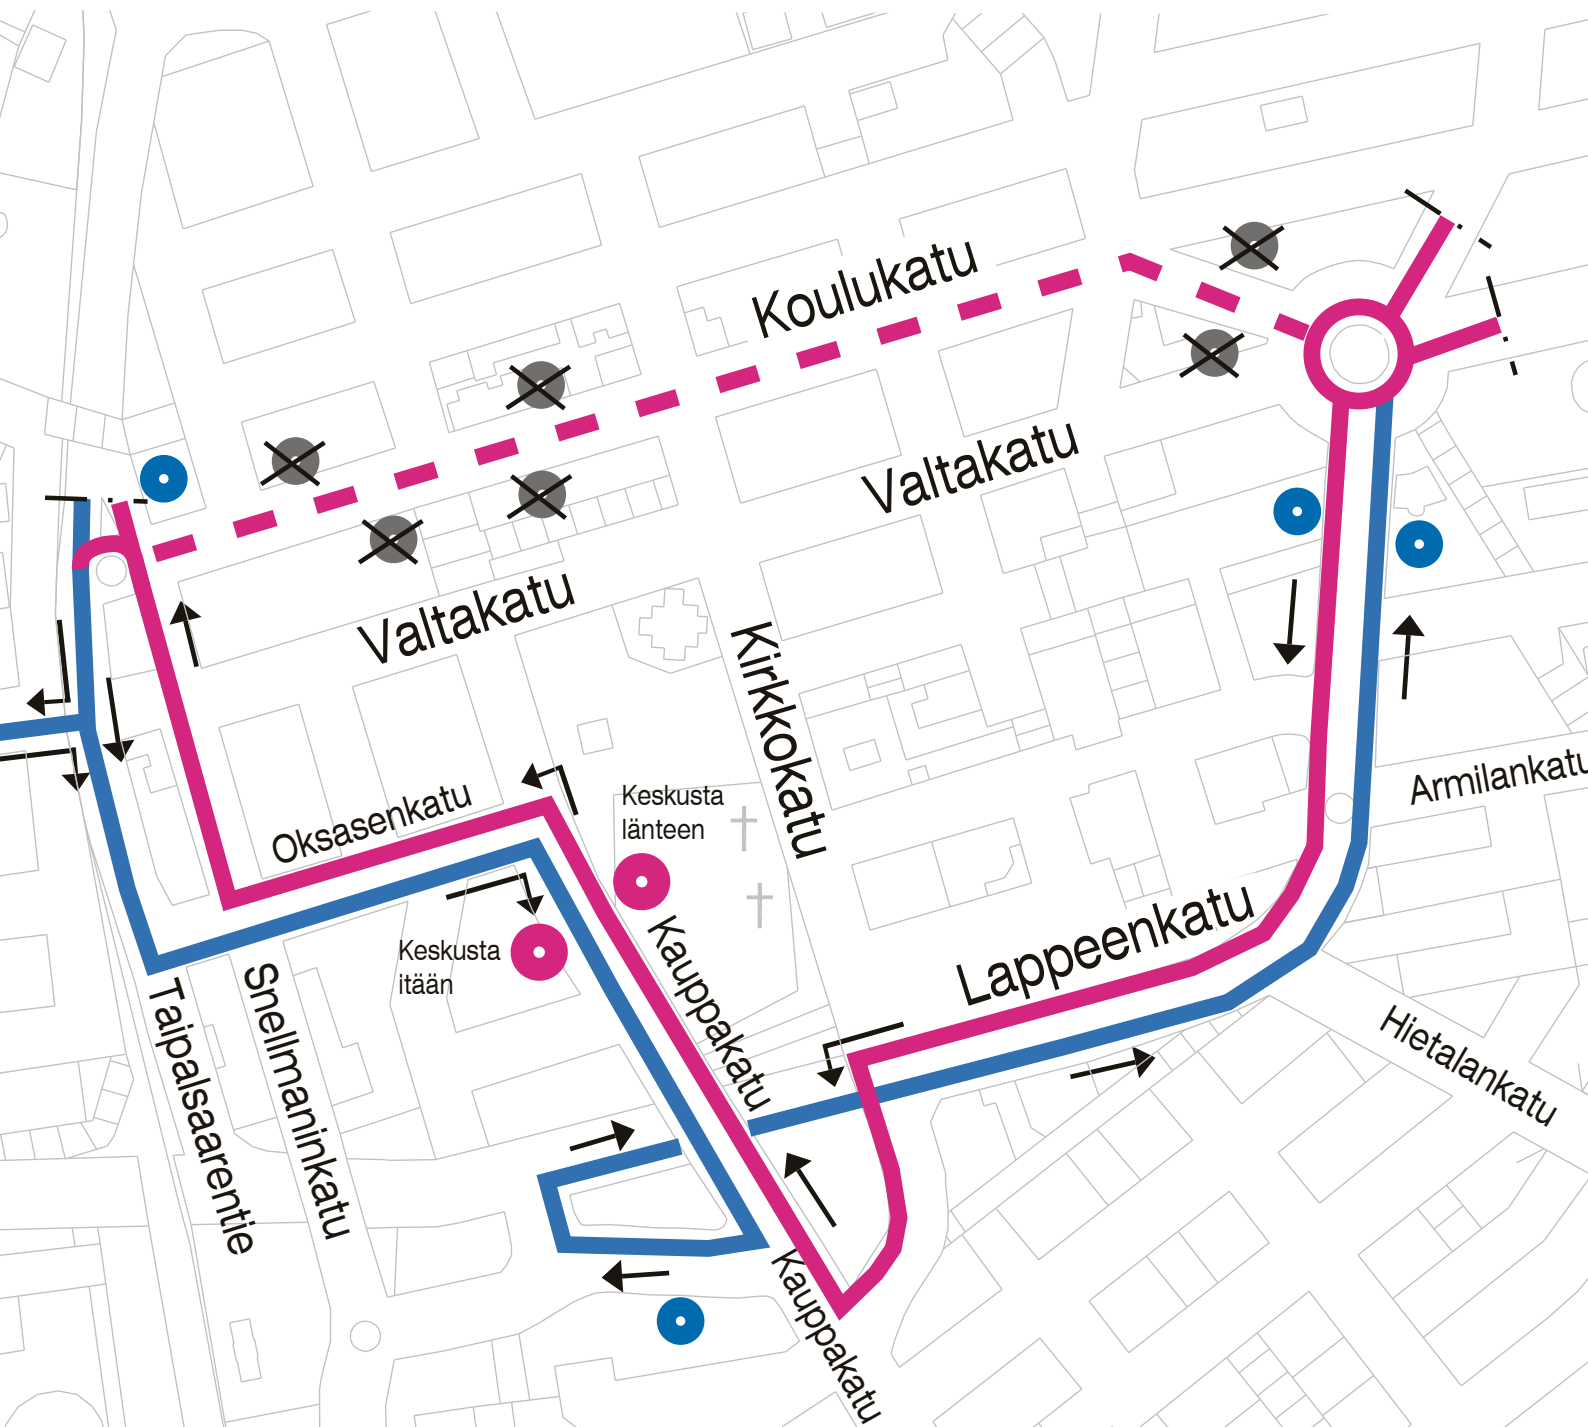 Koulukatu
Valtakatu
Valtakatu
Kirkkokatu
Armilankatu
Oksasenkatu
Keskusta
länteen
Lappeenkatu
Keskusta
itään
Kauppakatu
Snellmaninkatu
Taipalsaarentie
Hietalankatu
Kauppakatu